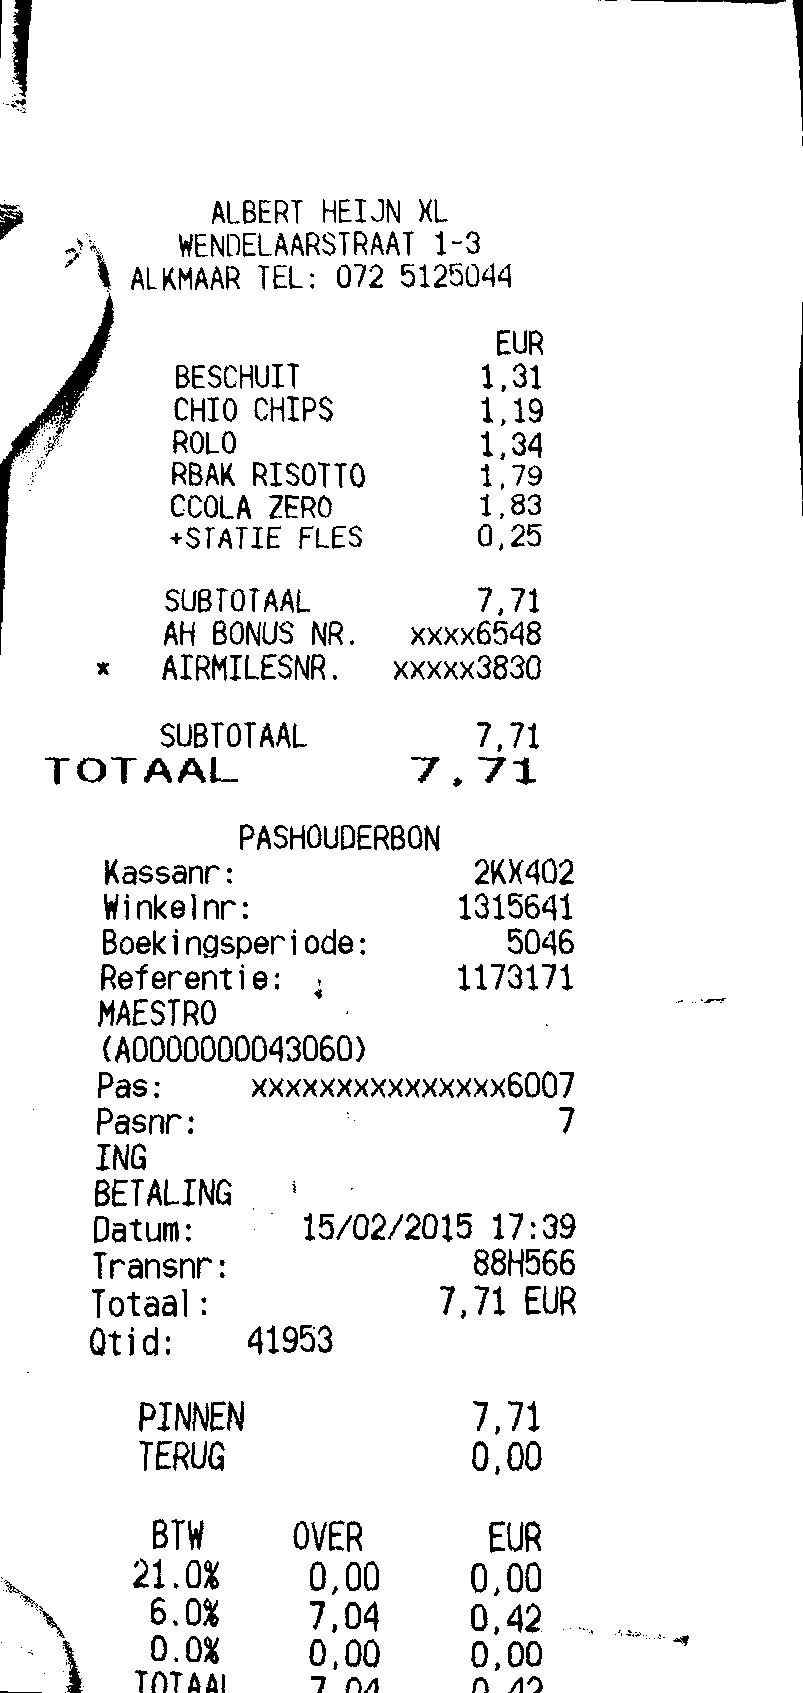 ALBERT HEIJN XL
WENDELAARSTRAAT 1-3
ALKMAAR TEL: 072 5125044
EUR
BESCHUIT 1,31
CHIO CHIPS 1,19
ROLO 1,34
RBAK RISOTTO 1,79
CCOLA ZERO 1,83
+STATIE FLES 0,25
SUBTOTAAL 7,71
AH BONUS NR. xxxx6548
* AIRMILESNR. xxxxx3830
SUBTOTAAL 7,71
TOTAAL 7.71
PASHOUDERBON
Kassanr: 2KX402
Winkelnr: 1315641
Boekingsperiode: 5046
Referentie: 1173171
MAESTRO
(A0000000043060)
Pas: xxxxxxxxxxxxxxx6007
Pasnr: 7
ING
BETALING
Datum: 15/02/2015 17:39
Transnr: 88H566
Totaal: 7,71 EUR
Qtid: 41953
PINNEN 7,71
TERUG 0,00
BTW OVER EUR
21.0% 0,00 0,00
6.0% 7,04 0,42
0.0% 0,00 0,00
TOTAAL 7,04 0,42